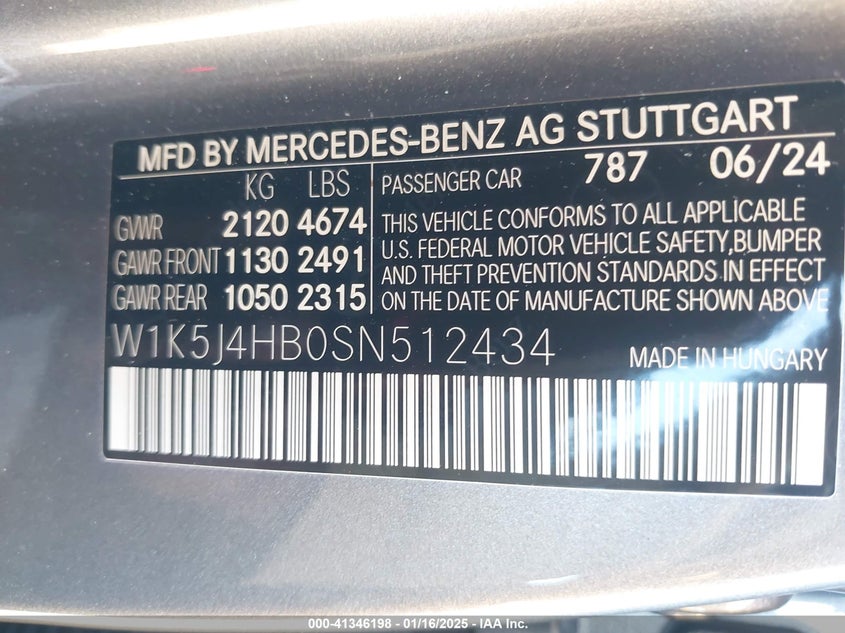 MFD BY MERCEDES-BENZ AG STUTTGART
KG LBS
GVWR 2120 4674
GAWR FRONT 1130 2491
GAWR REAR 1050 2315
PASSENGER CAR 787 06/24
THIS VEHICLE CONFORMS TO ALL APPLICABLE
U.S. FEDERAL MOTOR VEHICLE SAFETY, BUMPER
AND THEFT PREVENTION STANDARDS IN EFFECT
ON THE DATE OF MANUFACTURE SHOWN ABOVE
W1K5J4HB0SN512434
MADE IN HUNGARY
000-41346198 - 01/16/2025 - IAA Inc.